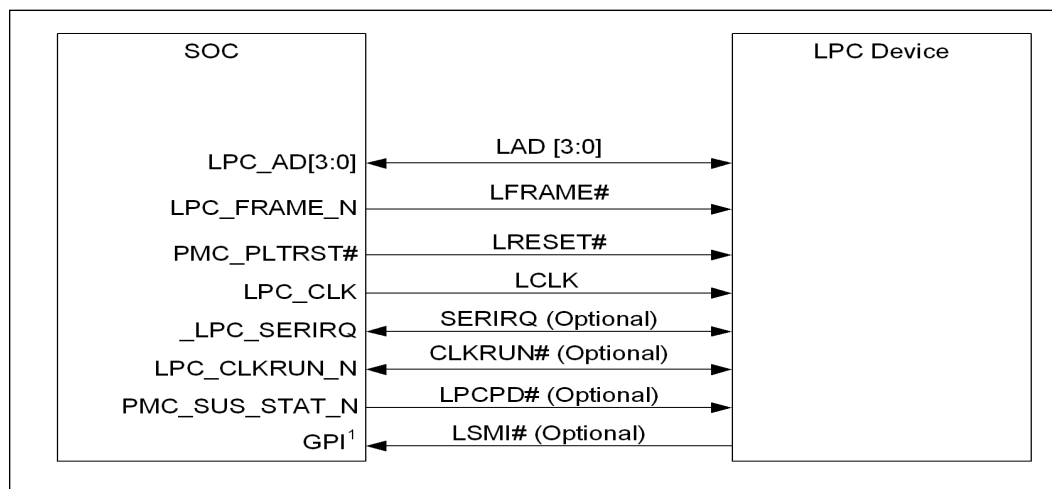 SOC LPC Device
LPC_AD[3:0] LAD [3:0]
LPC_FRAME_N LFRAME#
PMC_PLTRST# LRESET#
LPC_CLK LCLK
_LPC_SERIRQ SERIRQ (Optional)
LPC_CLKRUN_N CLKRUN# (Optional)
PMC_SUS_STAT_N LPCPD# (Optional)
GPI¹ LSMI# (Optional)